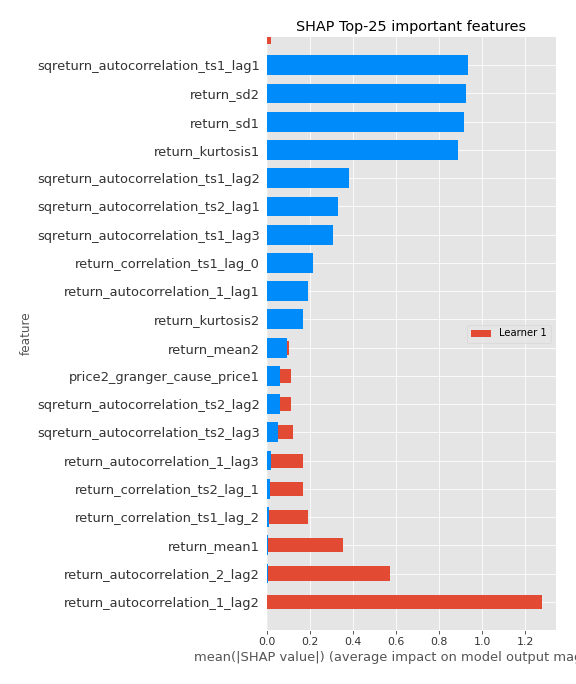 SHAP Top-25 important features
sqreturn_autocorrelation_ts1_lag1
return_sd2
return_sd1
return_kurtosis1
sqreturn_autocorrelation_ts1_lag2
sqreturn_autocorrelation_ts2_lag1
sqreturn_autocorrelation_ts1_lag3
return_correlation_ts1_lag_0
return_autocorrelation_1_lag1
return_kurtosis2
return_mean2
price2_granger_cause_price1
sqreturn_autocorrelation_ts2_lag2
sqreturn_autocorrelation_ts2_lag3
return_autocorrelation_1_lag3
return_correlation_ts2_lag_1
return_correlation_ts1_lag_2
return_mean1
return_autocorrelation_2_lag2
return_autocorrelation_1_lag2
feature
Learner 1
0.0 0.2 0.4 0.6 0.8 1.0 1.2
mean(|SHAP value|) (average impact on model output mag